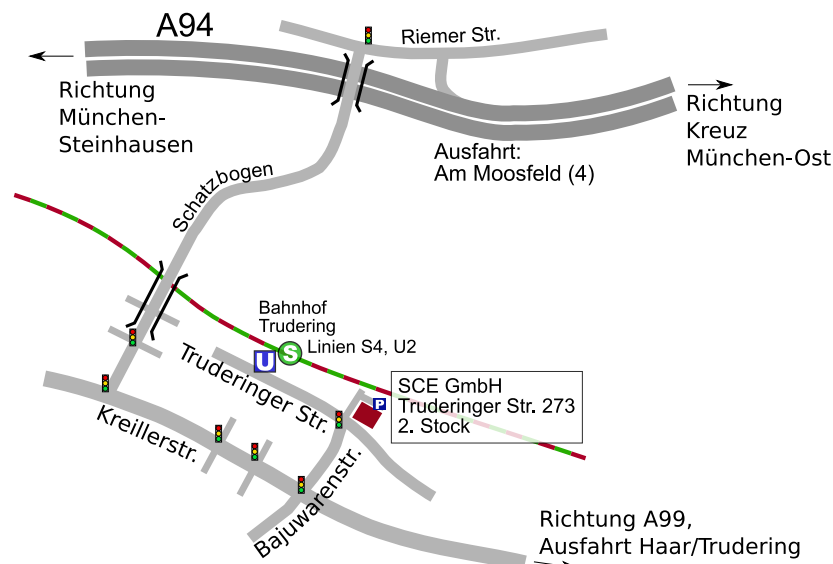 A94
Riemer Str.
Richtung
München-
Steinhausen
Richtung
Kreuz
München-Ost
Ausfahrt:
Am Moosfeld (4)
Schatzbogen
Bahnhof
Trudering
Linien S4, U2
U
S
Truderinger Str.
P
SCE GmbH
Truderinger Str. 273
2. Stock
Kreillerstr.
Bajuwarenstr.
Richtung A99,
Ausfahrt Haar/Trudering